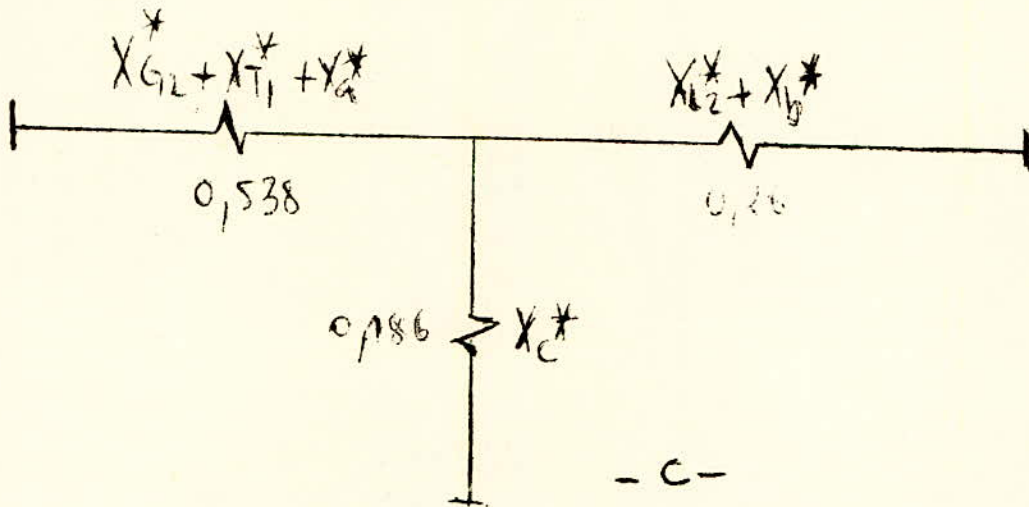 X*G2 + X*T1 + X*a
X*L2 + X*b
0,538
0,186 X*c
- C -